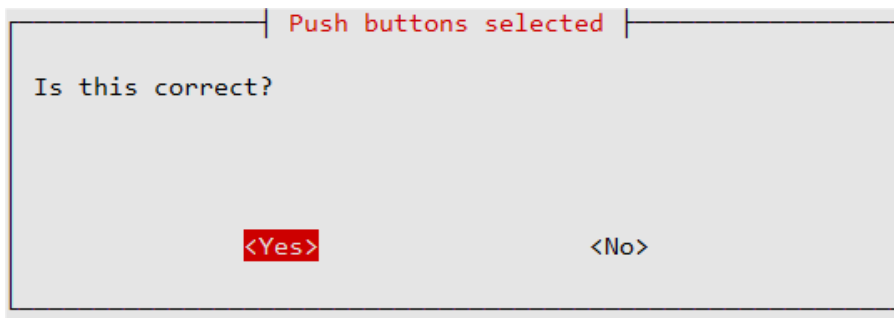 Push buttons selected
Is this correct?
<Yes> <No>